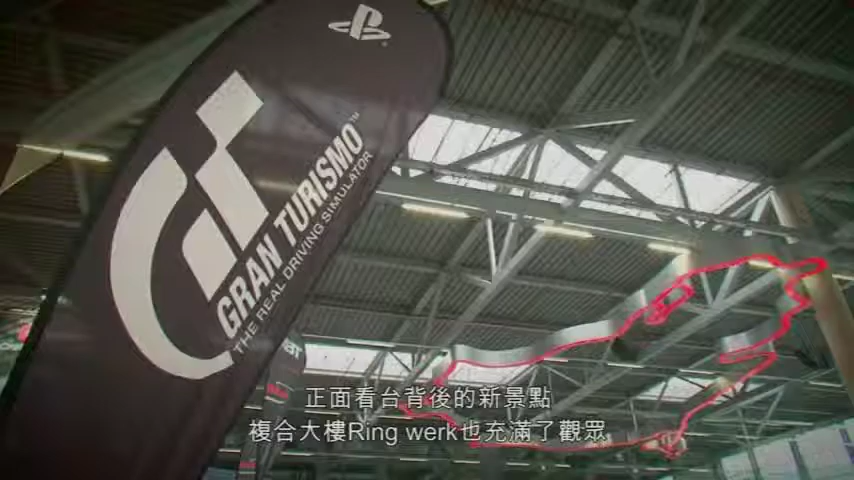 GRAN TURISMO™
THE REAL DRIVING SIMULATOR
正面看台背後的新景點
複合大樓Ring werk也充滿了觀眾